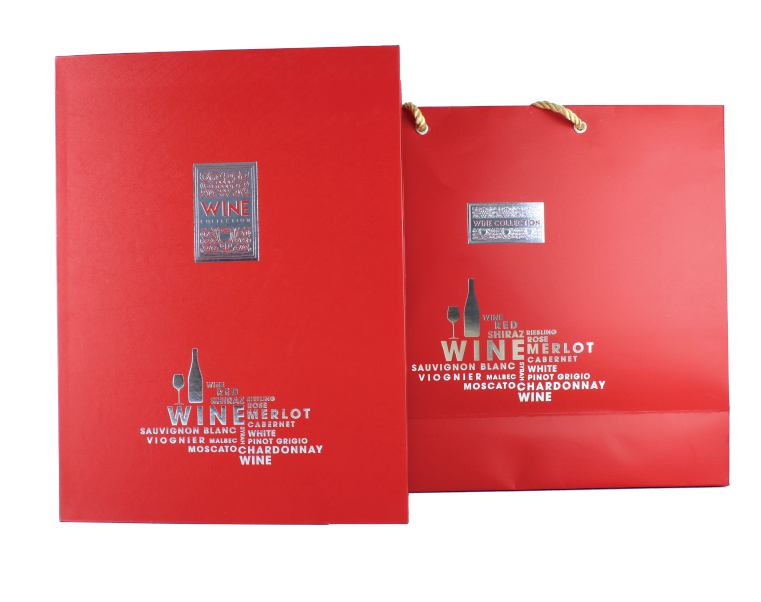 WINE
COLLECTION
WINE
RED
SHIRAZ RIESLING
ROSE
WINE MERLOT
CABERNET
SAUVIGNON BLANC SYRAH WHITE
VIOGNIER MALBEC PINOT GRIGIO
MOSCATO CHARDONNAY
WINE
WINE COLLECTION
WINE
RED
SHIRAZ RIESLING
ROSE
WINE MERLOT
CABERNET
SAUVIGNON BLANC SYRAH WHITE
VIOGNIER MALBEC PINOT GRIGIO
MOSCATO CHARDONNAY
WINE